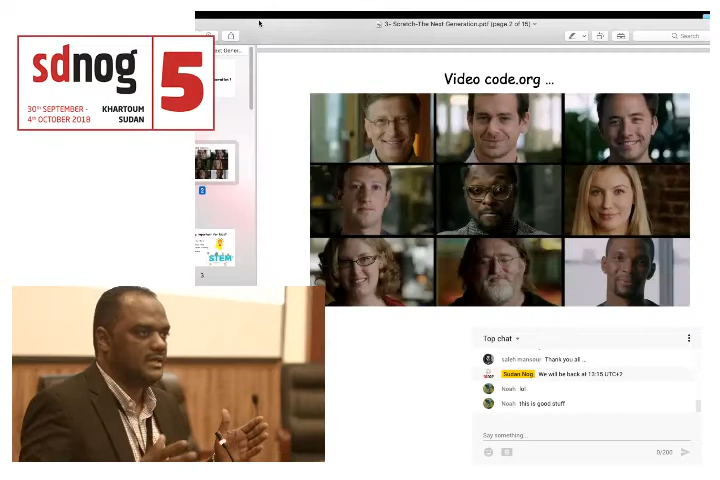 sdnog
5
30TH SEPTEMBER -
4TH OCTOBER 2018
KHARTOUM
SUDAN
3- Scratch-The Next Generation.pdf (page 2 of 15)
Search
Video code.org ...
2
STEM
3
Top chat
saleh mansour Thank you all ...
Sudan Nog We will be back at 13:15 UTC+2
Noah lol
Noah this is good stuff
Say something...
0/200